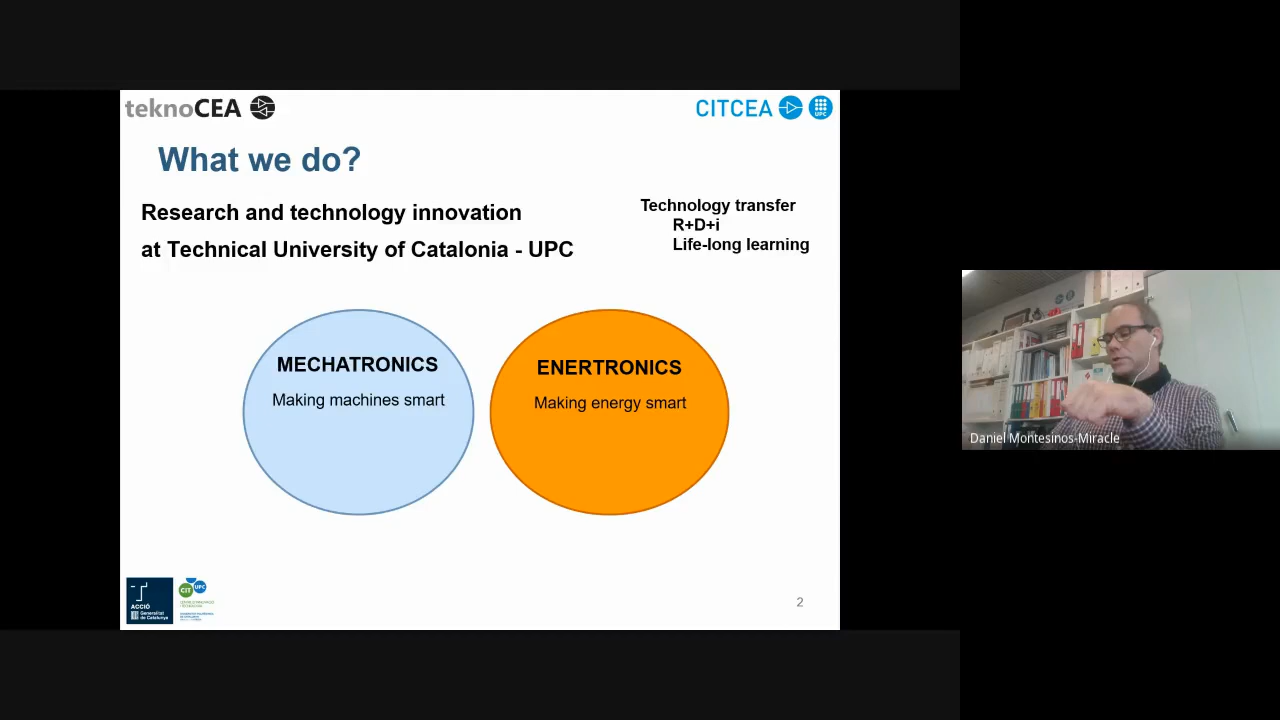 teknoCEA
CITCEA
UPC
What we do?
Research and technology innovation
at Technical University of Catalonia - UPC
Technology transfer
R+D+i
Life-long learning
MECHATRONICS
Making machines smart
ENERTRONICS
Making energy smart
Daniel Montesinos-Miracle
ACCIÓ
Generalitat
de Catalunya
CIT
UPC
2